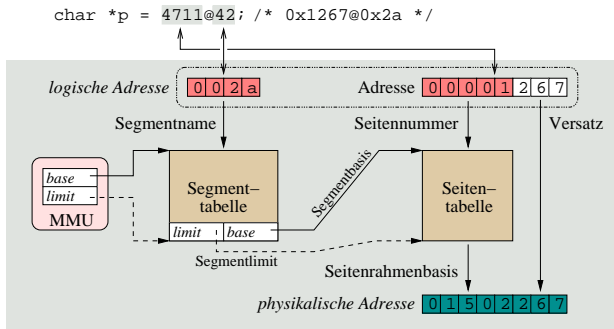 char *p = 4711@42; /* 0x1267@0x2a */
logische Adresse 0 0 2 a
Adresse 0 0 0 0 1 2 6 7
Segmentname
Seitennummer
Versatz
base
limit
MMU
Segment–
tabelle
limit base
Segmentbasis
Segmentlimit
Seiten–
tabelle
Seitenrahmenbasis
physikalische Adresse 0 1 5 0 2 2 6 7